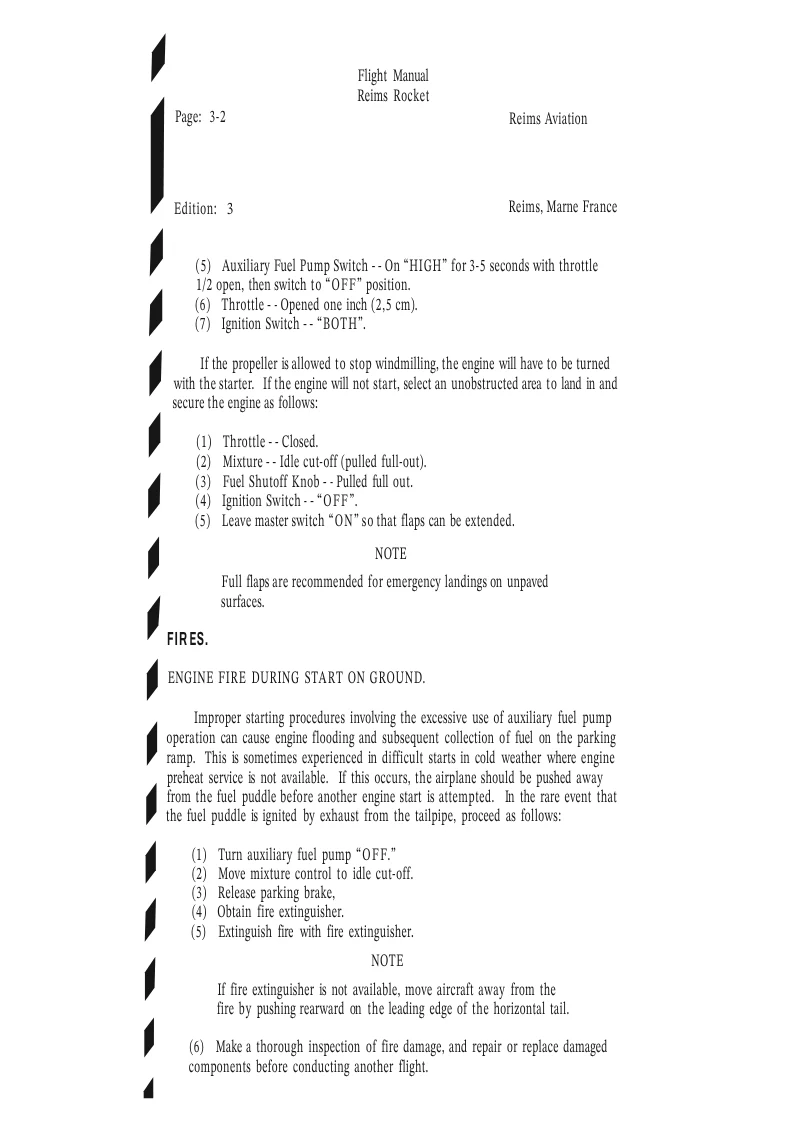 Flight Manual
Reims Rocket
Page: 3-2
Reims Aviation
Edition: 3
Reims, Marne France
(5) Auxiliary Fuel Pump Switch -- On “HIGH” for 3-5 seconds with throttle
1/2 open, then switch to “OFF” position.
(6) Throttle -- Opened one inch (2,5 cm).
(7) Ignition Switch -- “BOTH”.
If the propeller is allowed to stop windmilling, the engine will have to be turned
with the starter. If the engine will not start, select an unobstructed area to land in and
secure the engine as follows:
(1) Throttle -- Closed.
(2) Mixture -- Idle cut-off (pulled full-out).
(3) Fuel Shutoff Knob -- Pulled full out.
(4) Ignition Switch -- “OFF”.
(5) Leave master switch “ON” so that flaps can be extended.
NOTE
Full flaps are recommended for emergency landings on unpaved
surfaces.
FIRES.
ENGINE FIRE DURING START ON GROUND.
Improper starting procedures involving the excessive use of auxiliary fuel pump
operation can cause engine flooding and subsequent collection of fuel on the parking
ramp. This is sometimes experienced in difficult starts in cold weather where engine
preheat service is not available. If this occurs, the airplane should be pushed away
from the fuel puddle before another engine start is attempted. In the rare event that
the fuel puddle is ignited by exhaust from the tailpipe, proceed as follows:
(1) Turn auxiliary fuel pump “OFF.”
(2) Move mixture control to idle cut-off.
(3) Release parking brake,
(4) Obtain fire extinguisher.
(5) Extinguish fire with fire extinguisher.
NOTE
If fire extinguisher is not available, move aircraft away from the
fire by pushing rearward on the leading edge of the horizontal tail.
(6) Make a thorough inspection of fire damage, and repair or replace damaged
components before conducting another flight.